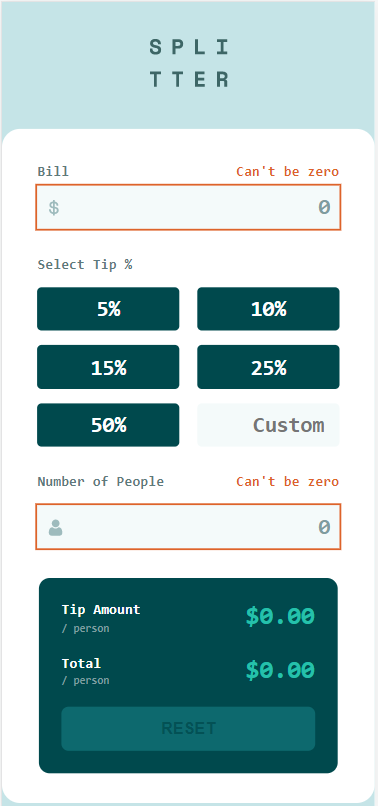 SPLI
TTER
Bill Can't be zero
$ 0
Select Tip %
5% 10%
15% 25%
50% Custom
Number of People Can't be zero
0
Tip Amount $0.00
/ person
Total $0.00
/ person
RESET